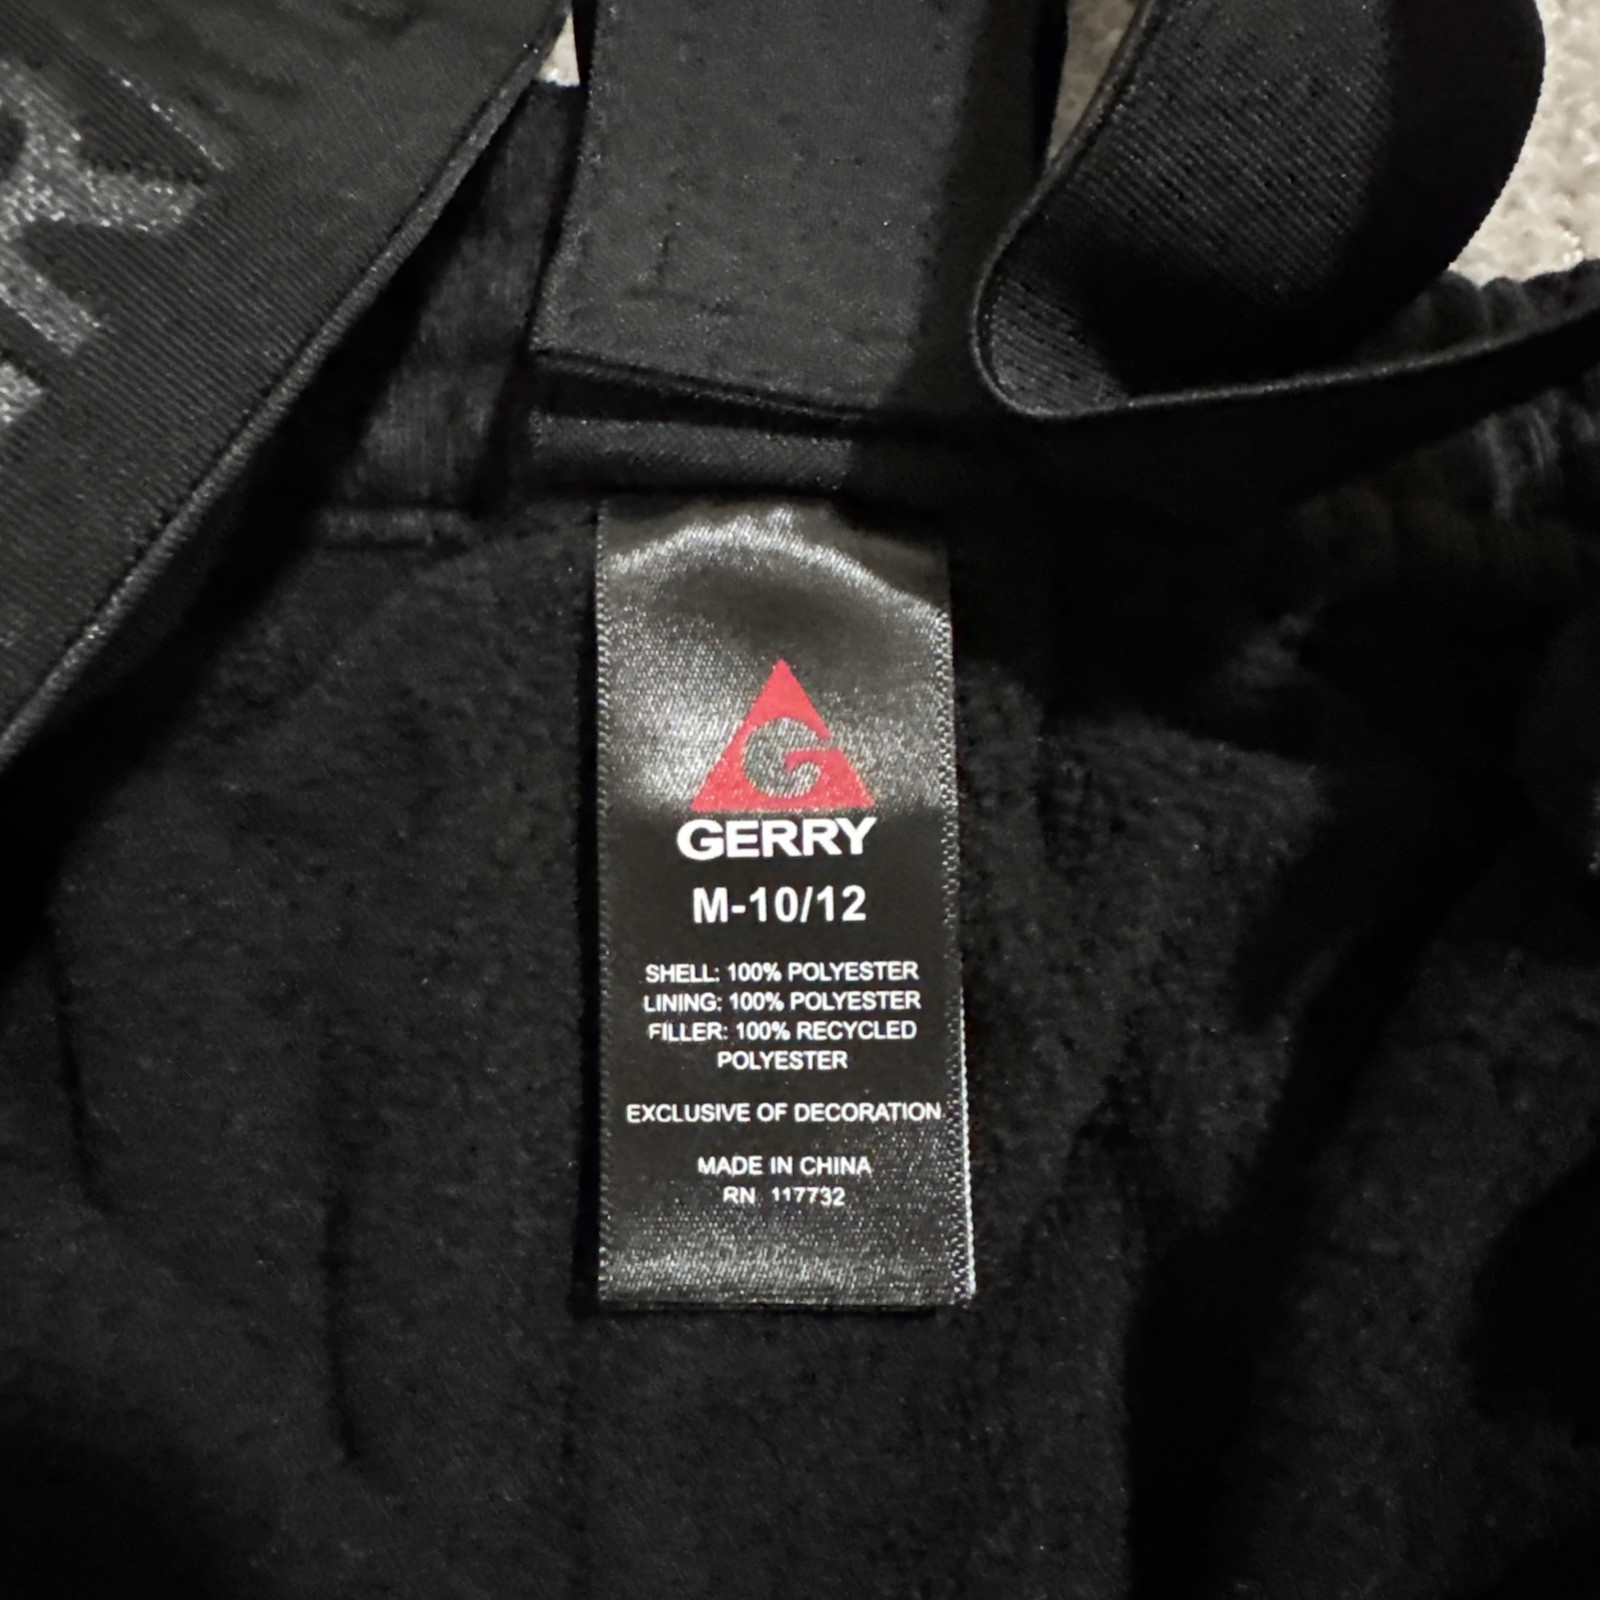 GERRY
M-10/12
SHELL: 100% POLYESTER
LINING: 100% POLYESTER
FILLER: 100% RECYCLED
POLYESTER
EXCLUSIVE OF DECORATION
MADE IN CHINA
RN 117732